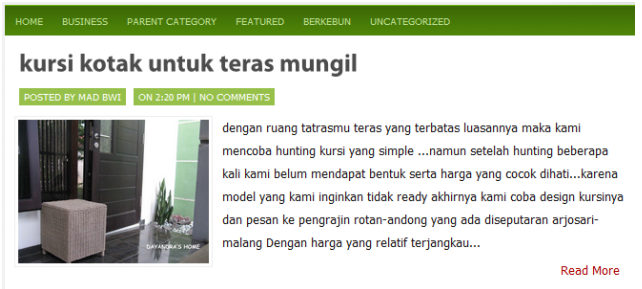 HOME BUSINESS PARENT CATEGORY FEATURED BERKEBUN UNCATEGORIZED
kursi kotak untuk teras mungil
POSTED BY MAD BWI ON 2:20 PM | NO COMMENTS
dengan ruang tatrasmu teras yang terbatas luasannya maka kami
mencoba hunting kursi yang simple ...namun setelah hunting beberapa
kali kami belum mendapat bentuk serta harga yang cocok dihati...karena
model yang kami inginkan tidak ready akhirnya kami coba design kursinya
dan pesan ke pengrajin rotan-andong yang ada diseputaran arjosari-
malang Dengan harga yang relatif terjangkau...
DAYANDRA'S HOME
Read More